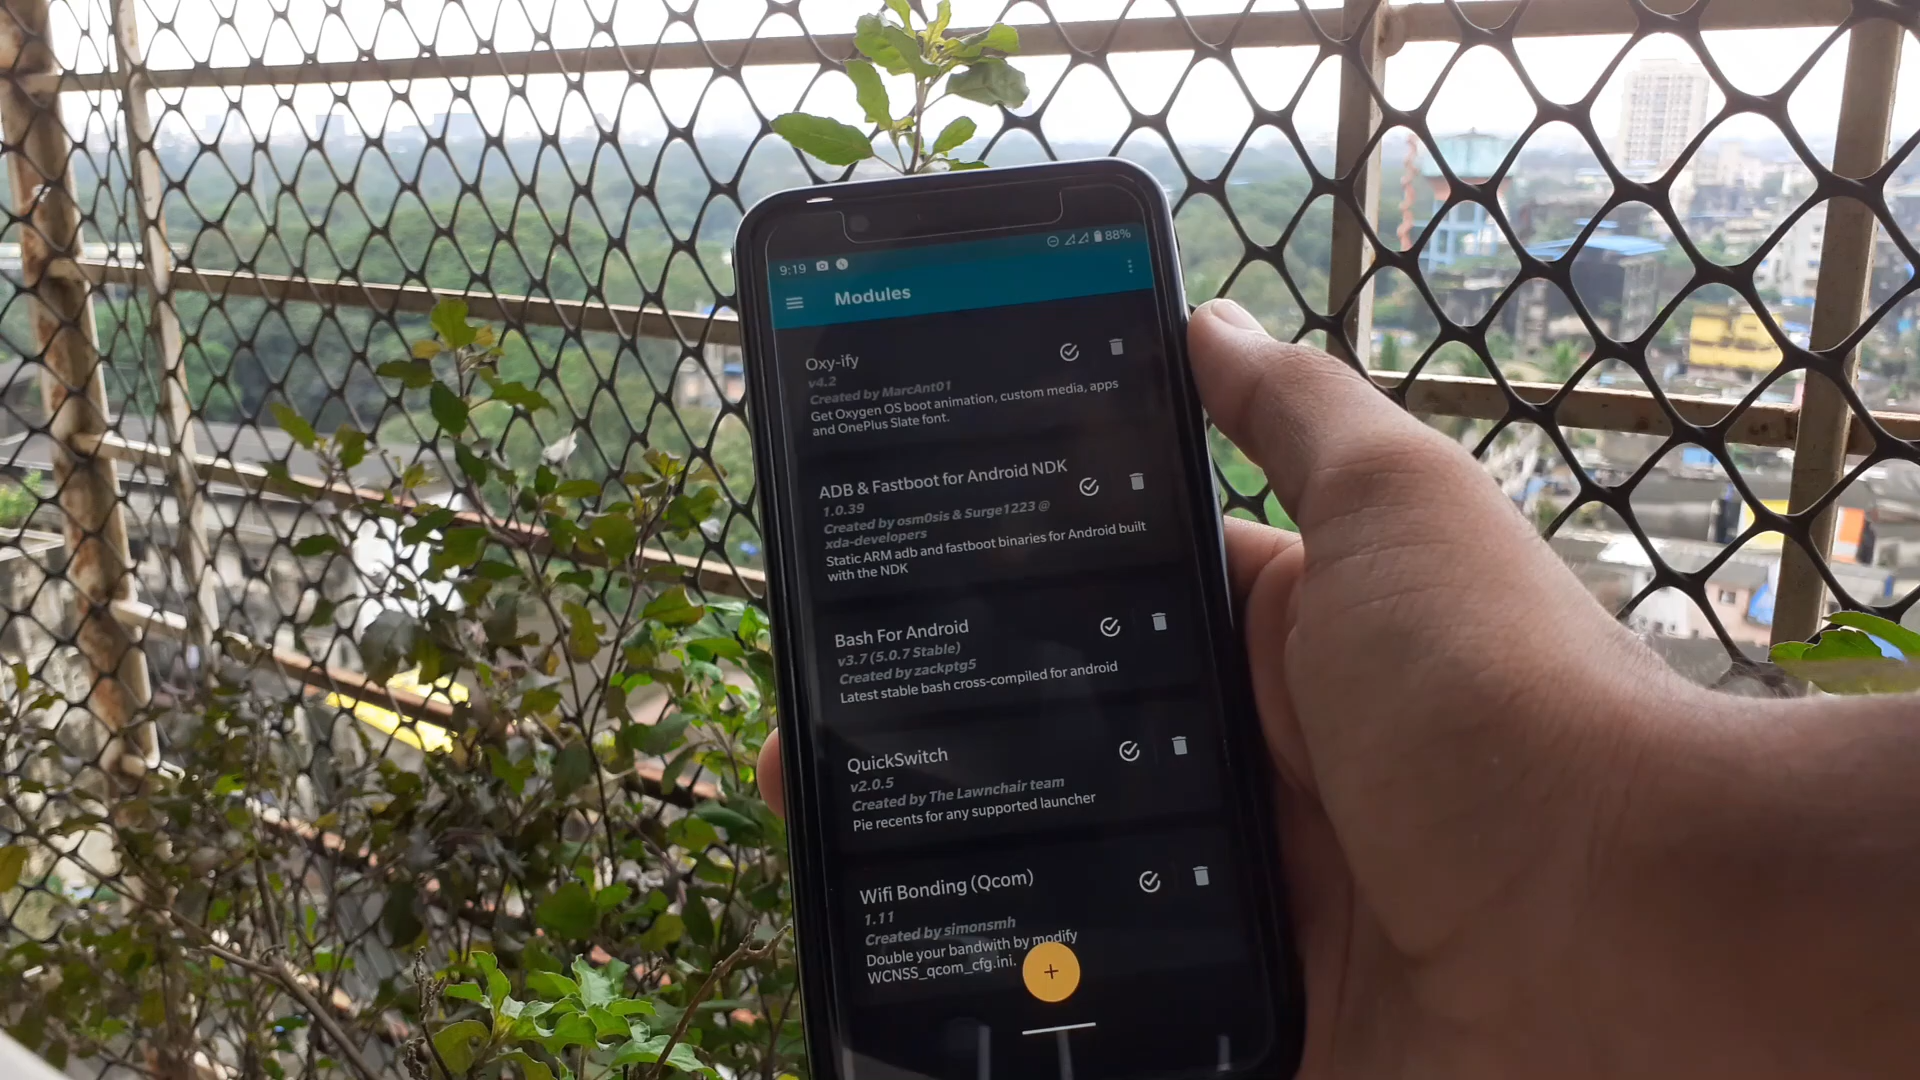 9:19 88%
Modules
Oxy-ify
v4.2
Created by MarcAnt01
Get Oxygen OS boot animation, custom media, apps
and OnePlus Slate font.
ADB & Fastboot for Android NDK
1.0.39
Created by osm0sis & Surge1223 @
xda-developers
Static ARM adb and fastboot binaries for Android built
with the NDK
Bash For Android
v3.7 (5.0.7 Stable)
Created by zackptg5
Latest stable bash cross-compiled for android
QuickSwitch
v2.0.5
Created by The Lawnchair team
Pie recents for any supported launcher
Wifi Bonding (Qcom)
1.11
Created by simonsmh
Double your bandwith by modify
WCNSS_qcom_cfg.ini.
+